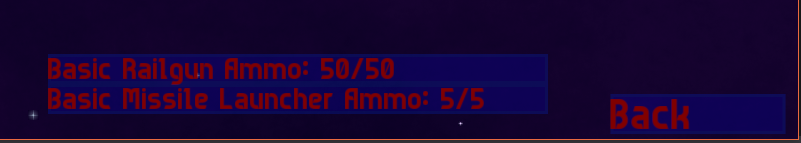 Basic Railgun Ammo: 50/50
Basic Missile Launcher Ammo: 5/5
Back